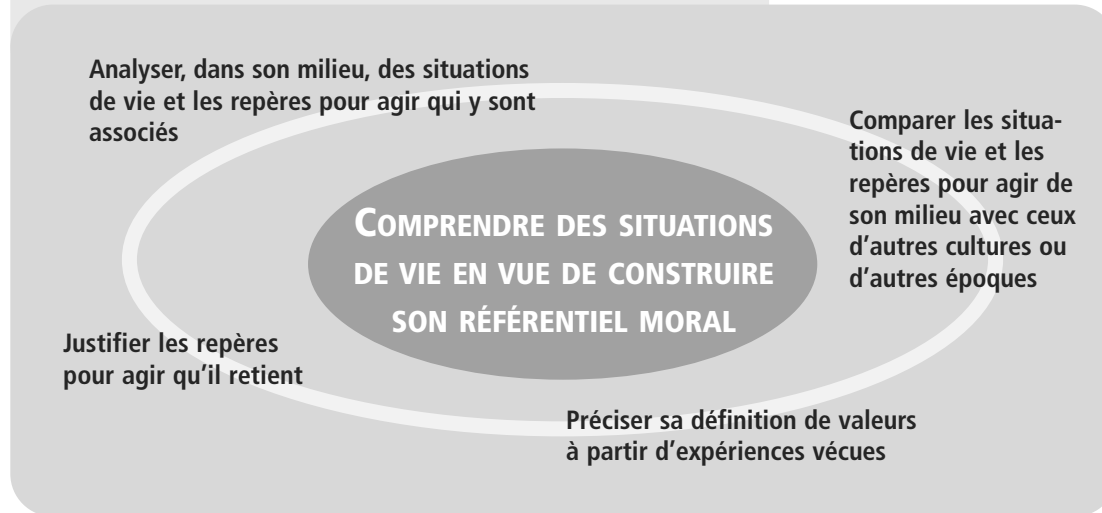 Analyser, dans son milieu, des situations
de vie et les repères pour agir qui y sont
associés
Comparer les situa-
tions de vie et les
repères pour agir de
son milieu avec ceux
d'autres cultures ou
d'autres époques
COMPRENDRE DES SITUATIONS
DE VIE EN VUE DE CONSTRUIRE
SON RÉFÉRENTIEL MORAL
Justifier les repères
pour agir qu'il retient
Préciser sa définition de valeurs
à partir d'expériences vécues